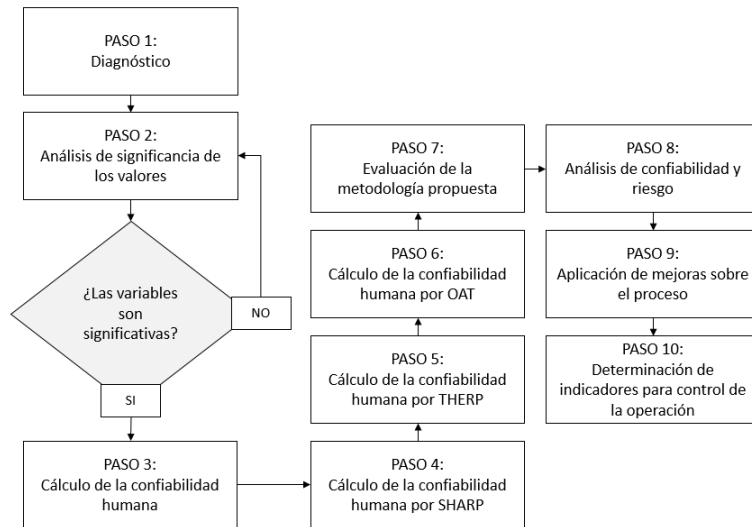 PASO 1:
Diagnóstico
PASO 2:
Análisis de significancia de
los valores
¿Las variables
son
significativas?
NO
SI
PASO 3:
Cálculo de la confiabilidad
humana
PASO 4:
Cálculo de la confiabilidad
humana por SHARP
PASO 5:
Cálculo de la confiabilidad
humana por THERP
PASO 6:
Cálculo de la confiabilidad
humana por OAT
PASO 7:
Evaluación de la
metodología propuesta
PASO 8:
Análisis de confiabilidad y
riesgo
PASO 9:
Aplicación de mejoras sobre
el proceso
PASO 10:
Determinación de
indicadores para control de
la operación